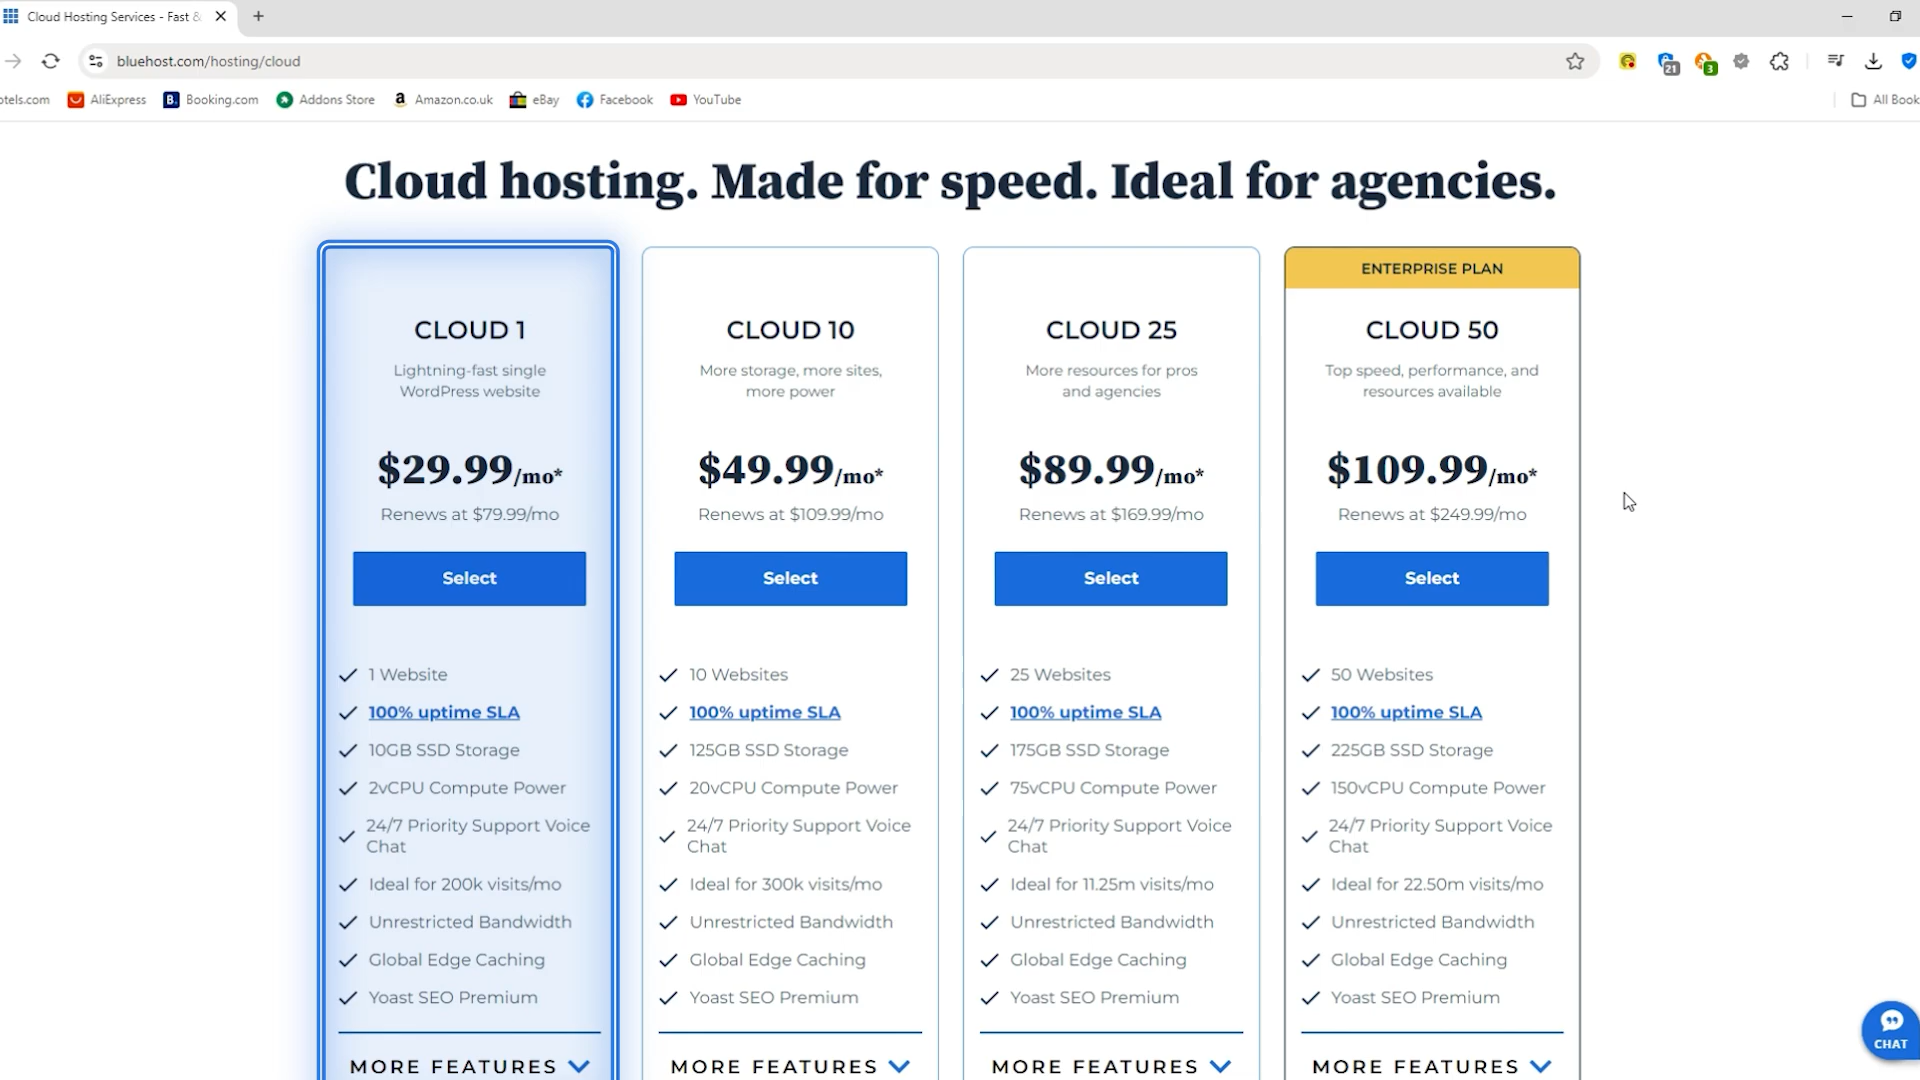 Cloud Hosting Services - Fast &
bluehost.com/hosting/cloud
21
3
otels.com
AliExpress
B.
Booking.com
Addons Store
a
Amazon.co.uk
eBay
Facebook
YouTube
All Book
Cloud hosting. Made for speed. Ideal for agencies.
CLOUD 1
Lightning-fast single
WordPress website
$29.99/mo*
Renews at $79.99/mo
Select
1 Website
100% uptime SLA
10GB SSD Storage
2vCPU Compute Power
24/7 Priority Support Voice
Chat
Ideal for 200k visits/mo
Unrestricted Bandwidth
Global Edge Caching
Yoast SEO Premium
MORE FEATURES
CLOUD 10
More storage, more sites,
more power
$49.99/mo*
Renews at $109.99/mo
Select
10 Websites
100% uptime SLA
125GB SSD Storage
20vCPU Compute Power
24/7 Priority Support Voice
Chat
Ideal for 300k visits/mo
Unrestricted Bandwidth
Global Edge Caching
Yoast SEO Premium
MORE FEATURES
CLOUD 25
More resources for pros
and agencies
$89.99/mo*
Renews at $169.99/mo
Select
25 Websites
100% uptime SLA
175GB SSD Storage
75vCPU Compute Power
24/7 Priority Support Voice
Chat
Ideal for 11.25m visits/mo
Unrestricted Bandwidth
Global Edge Caching
Yoast SEO Premium
MORE FEATURES
ENTERPRISE PLAN
CLOUD 50
Top speed, performance, and
resources available
$109.99/mo*
Renews at $249.99/mo
Select
50 Websites
100% uptime SLA
225GB SSD Storage
150vCPU Compute Power
24/7 Priority Support Voice
Chat
Ideal for 22.50m visits/mo
Unrestricted Bandwidth
Global Edge Caching
Yoast SEO Premium
MORE FEATURES
CHAT